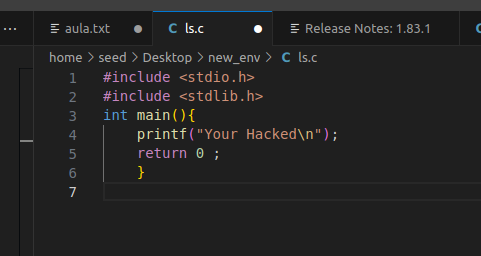 ··· aula.txt ● C ls.c ● Release Notes: 1.83.1 C
home > seed > Desktop > new_env > C ls.c
1 #include <stdio.h>
2 #include <stdlib.h>
3 int main(){
4 printf("Your Hacked\n");
5 return 0 ;
6 }
7